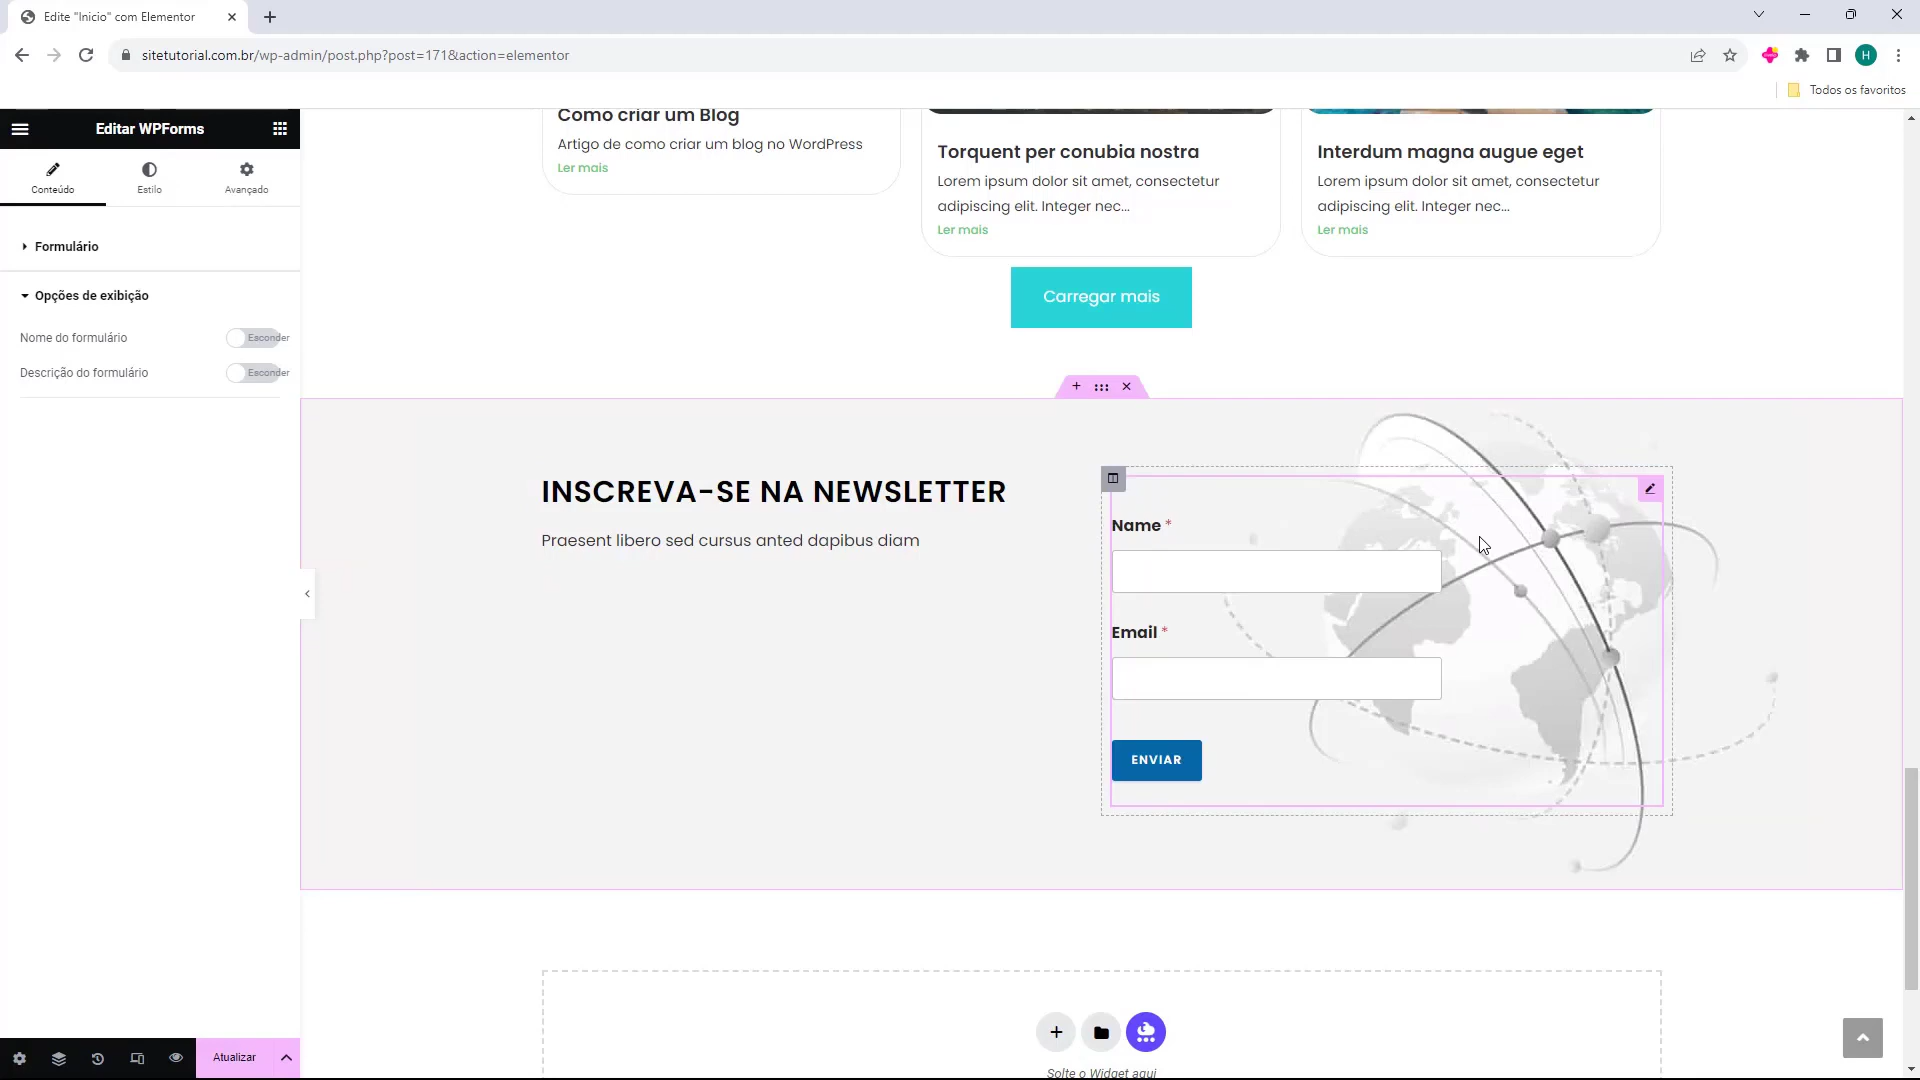 Edite "Inicio" com Elementor
sitetutorial.com.br/wp-admin/post.php?post=171&action=elementor
H
Todos os favoritos
Editar WPForms
Conteúdo
Estilo
Avançado
Formulário
Opções de exibição
Nome do formulário
Esconder
Descrição do formulário
Esconder
Atualizar
Como criar um Blog
Artigo de como criar um blog no WordPress
Ler mais
Torquent per conubia nostra
Lorem ipsum dolor sit amet, consectetur
adipiscing elit. Integer nec...
Ler mais
Interdum magna augue eget
Lorem ipsum dolor sit amet, consectetur
adipiscing elit. Integer nec...
Ler mais
Carregar mais
INSCREVA-SE NA NEWSLETTER
Praesent libero sed cursus anted dapibus diam
Name *
Email *
ENVIAR
Solte o Widget aqui